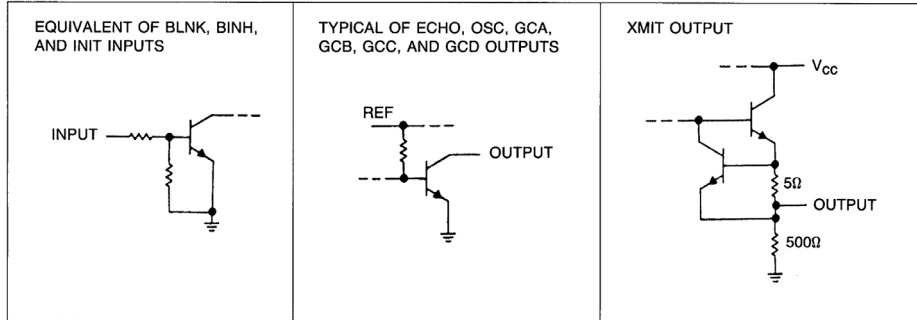 EQUIVALENT OF BLNK, BINH,
AND INIT INPUTS
INPUT
TYPICAL OF ECHO, OSC, GCA,
GCB, GCC, AND GCD OUTPUTS
REF
OUTPUT
XMIT OUTPUT
VCC
5Ω
OUTPUT
500Ω